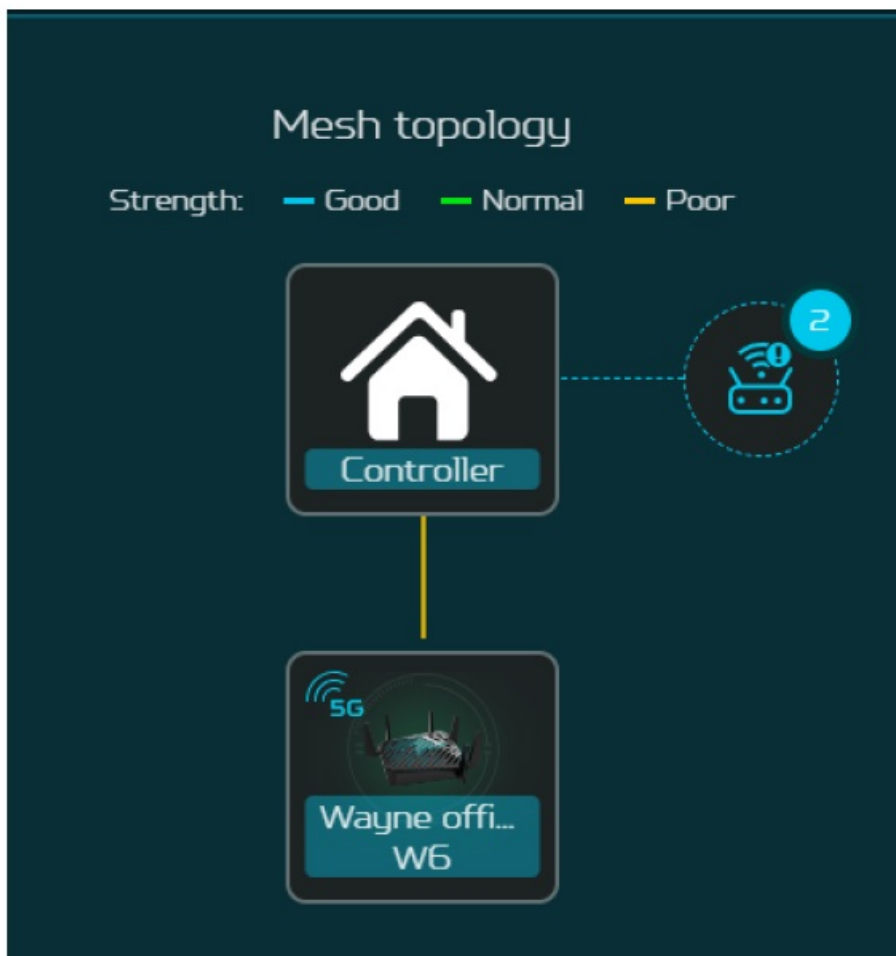 Mesh topology
Strength: Good Normal Poor
2
Controller
5G
Wayne offi...
W6